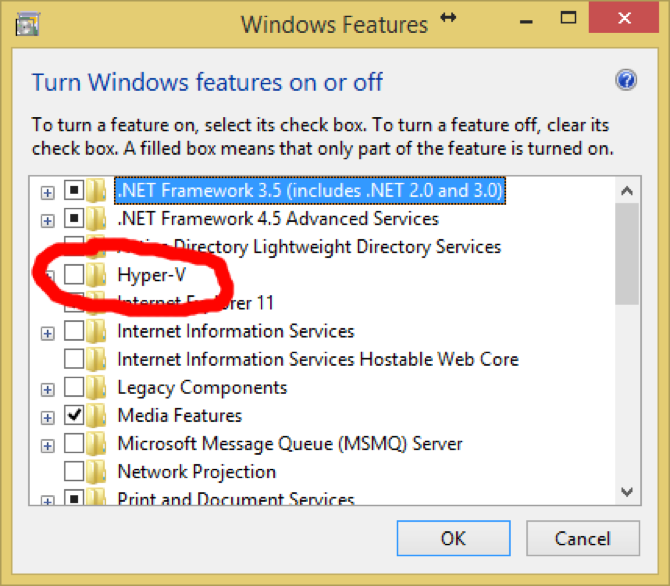 Windows Features
Turn Windows features on or off
To turn a feature on, select its check box. To turn a feature off, clear its
check box. A filled box means that only part of the feature is turned on.
.NET Framework 3.5 (includes .NET 2.0 and 3.0)
.NET Framework 4.5 Advanced Services
Active Directory Lightweight Directory Services
Hyper-V
Internet Explorer 11
Internet Information Services
Internet Information Services Hostable Web Core
Legacy Components
Media Features
Microsoft Message Queue (MSMQ) Server
Network Projection
Print and Document Services
OK
Cancel